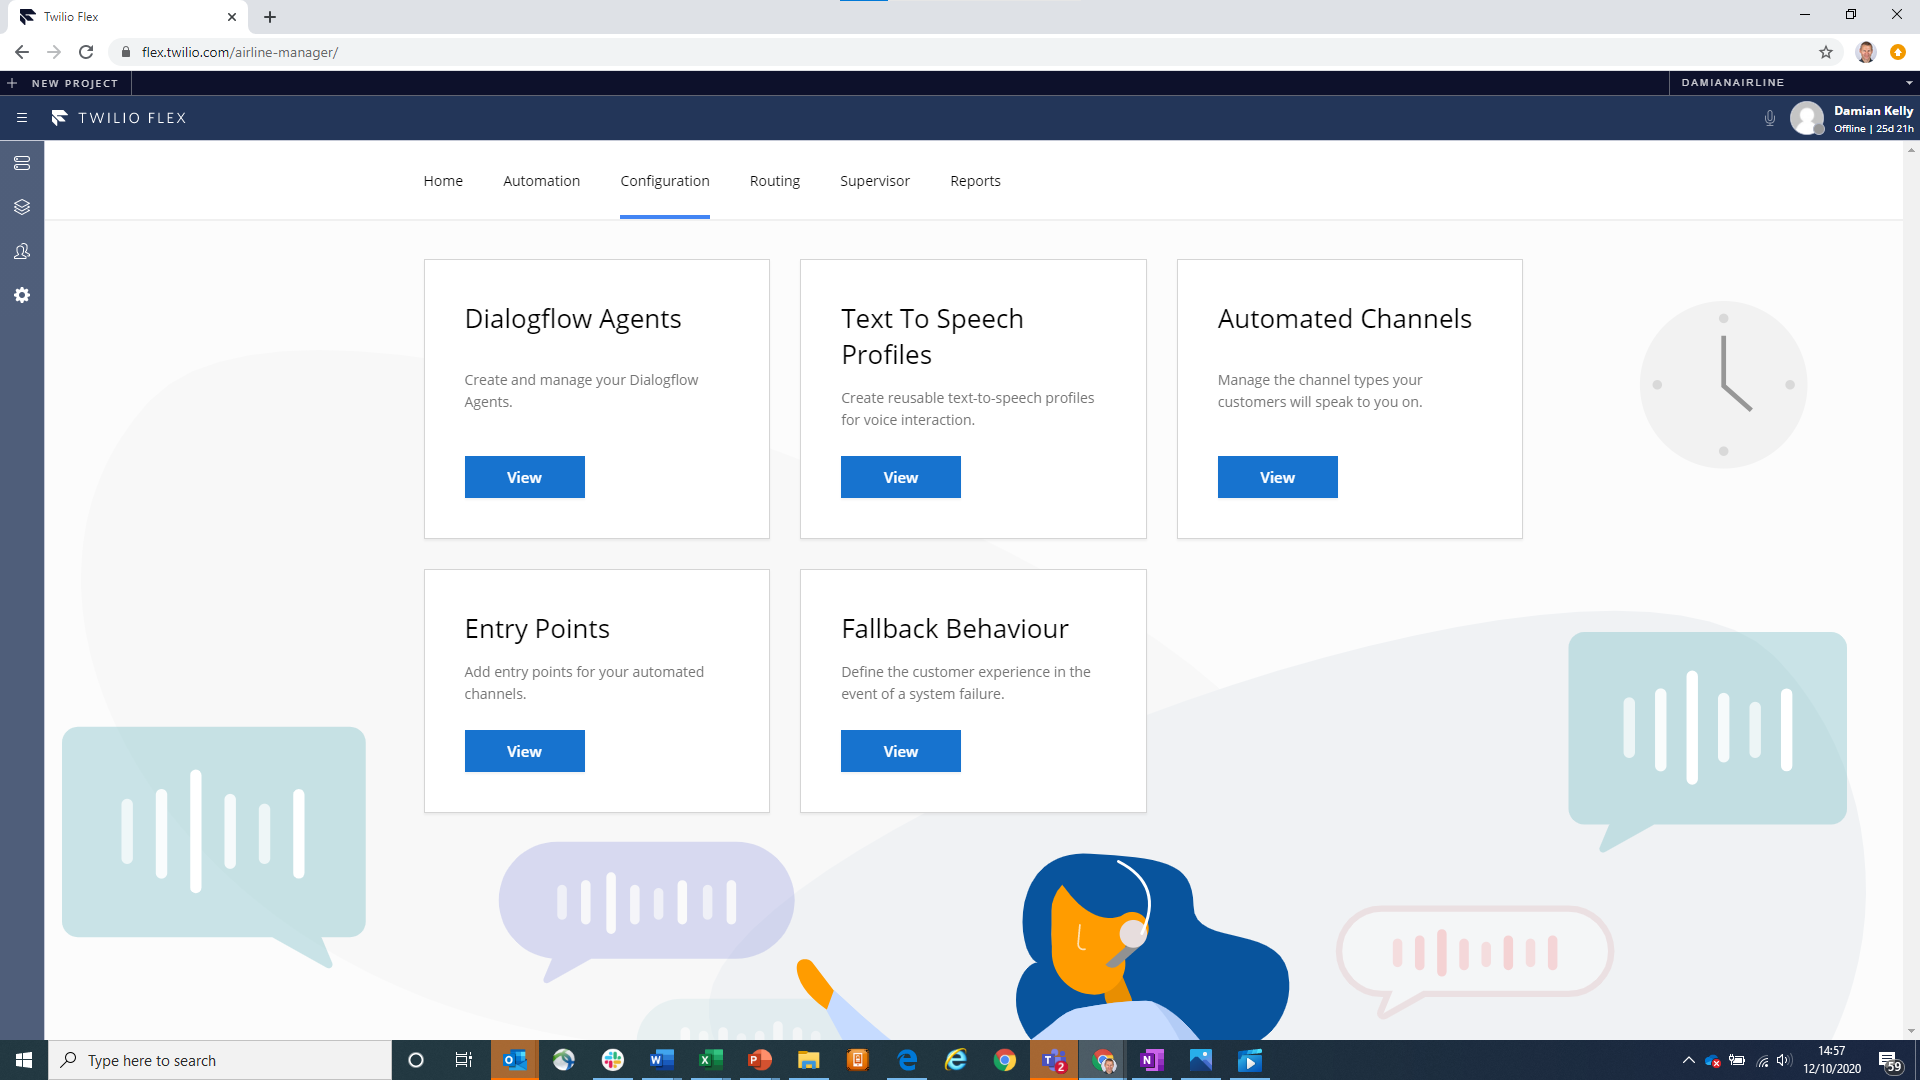 Twilio Flex
flex.twilio.com/airline-manager/
NEW PROJECT
DAMIANAIRLINE
TWILIO FLEX
Damian Kelly
Offline | 25d 21h
Home
Automation
Configuration
Routing
Supervisor
Reports
Dialogflow Agents
Create and manage your Dialogflow
Agents.
View
Text To Speech
Profiles
Create reusable text-to-speech profiles
for voice interaction.
View
Automated Channels
Manage the channel types your
customers will speak to you on.
View
Entry Points
Add entry points for your automated
channels.
View
Fallback Behaviour
Define the customer experience in the
event of a system failure.
View
Type here to search
2
14:57
12/10/2020
59